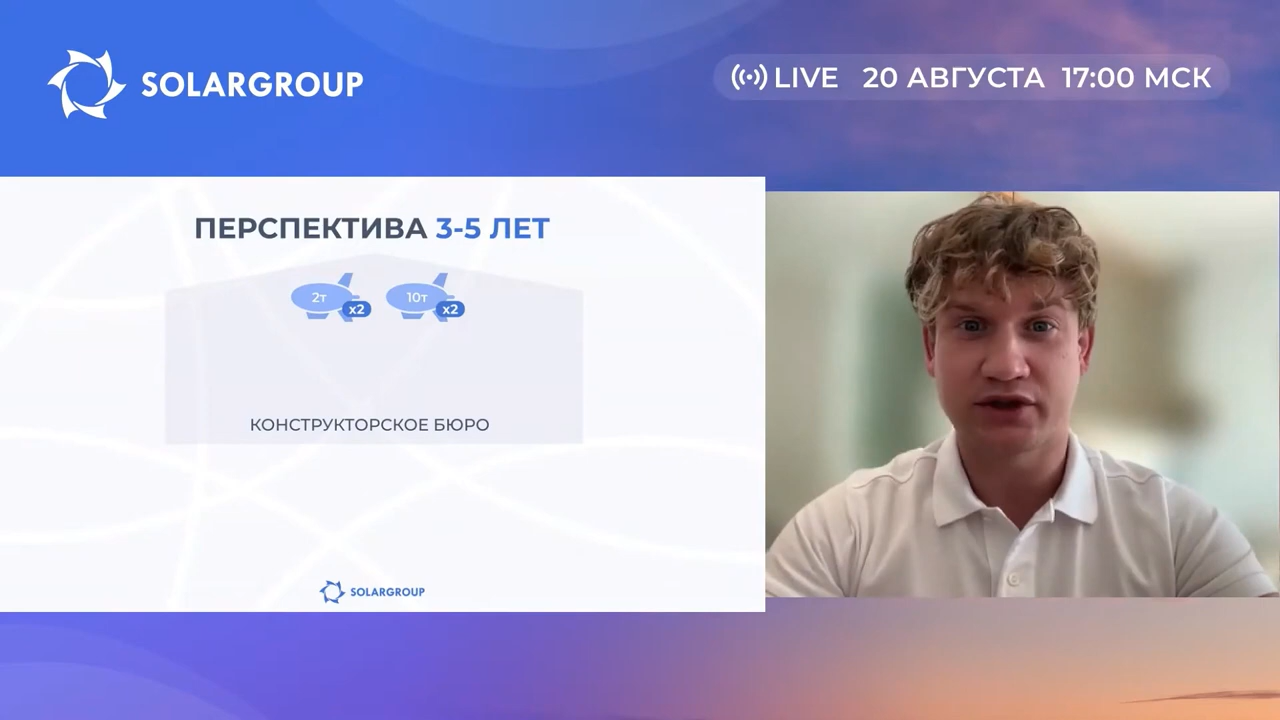 SOLARGROUP
LIVE 20 АВГУСТА 17:00 МСК
ПЕРСПЕКТИВА 3-5 ЛЕТ
2т x2 10т x2
КОНСТРУКТОРСКОЕ БЮРО
SOLARGROUP